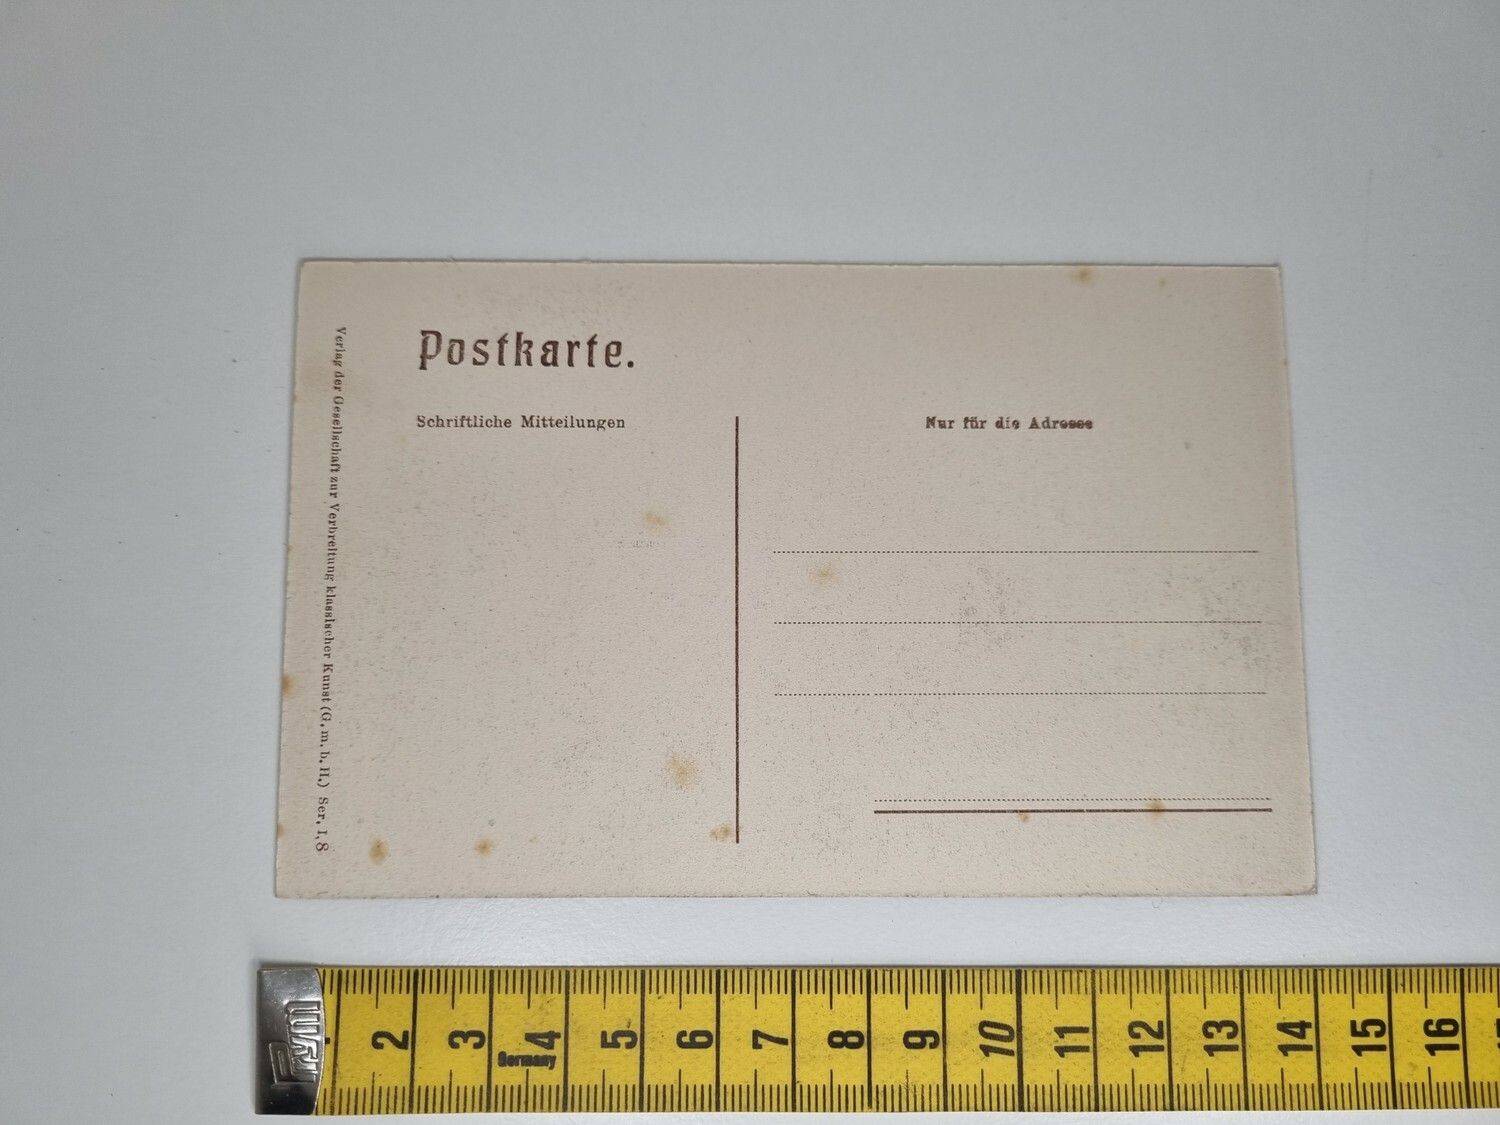 Postkarte.
Schriftliche Mitteilungen
Nur für die Adresse
Verlag der Gesellschaft zur Verbreitung klassischer Kunst (G. m. b. H.) Ser. I, 8
1 2 3 4 5 6 7 8 9 10 11 12 13 14 15 16
Germany